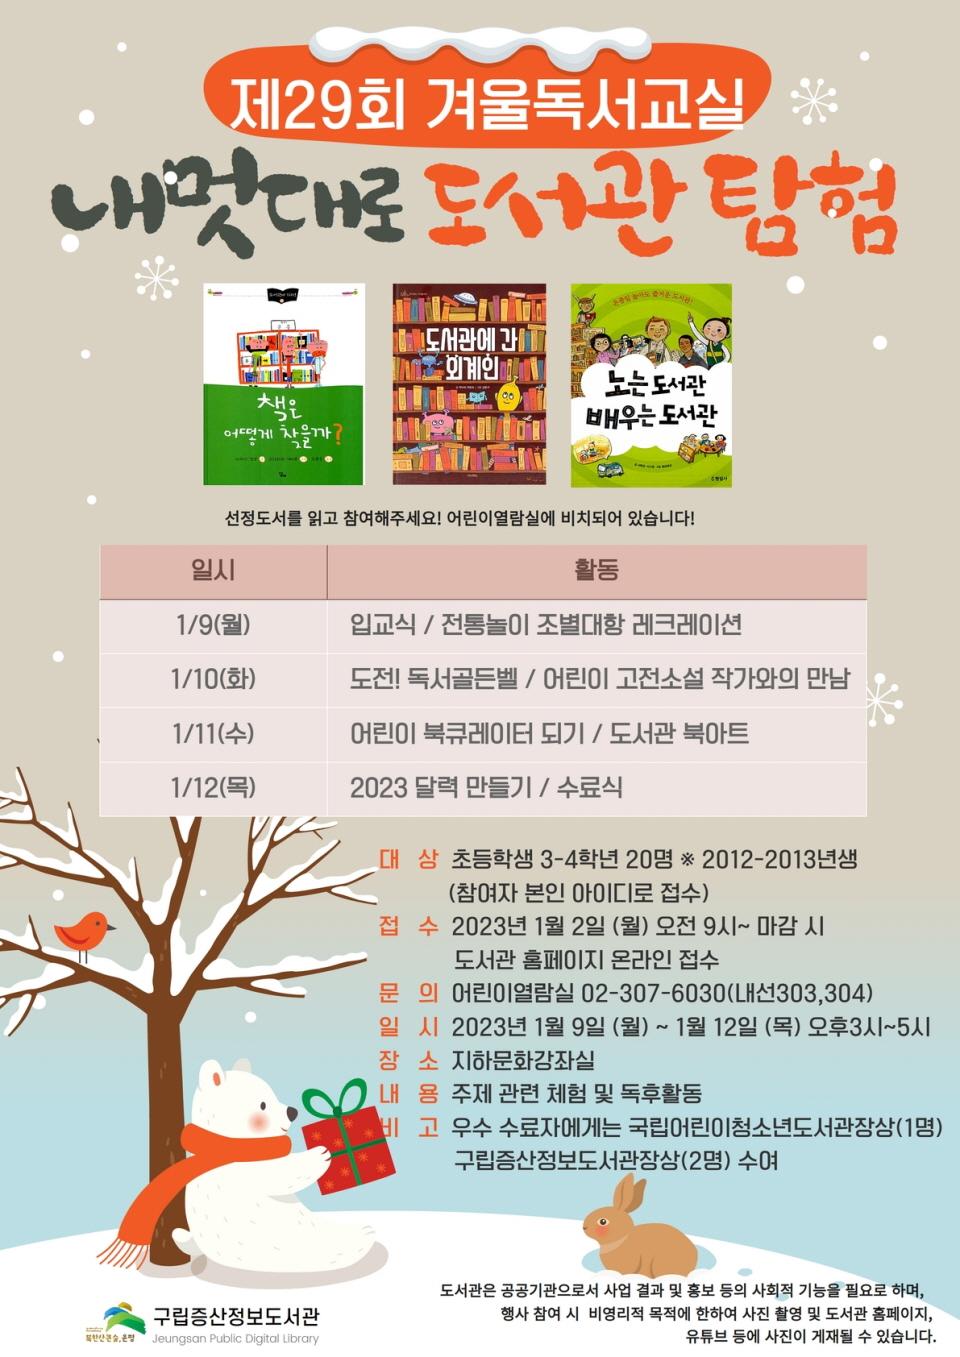 제29회 겨울독서교실
내멋대로 도서관 탐험
책은
어떻게 찾을까?
도서관에 간
외계인
노는 도서관
배우는 도서관
선정도서를 읽고 참여해주세요! 어린이열람실에 비치되어 있습니다!
일시 활동
1/9(월) 입교식 / 전통놀이 조별대항 레크레이션
1/10(화) 도전! 독서골든벨 / 어린이 고전소설 작가와의 만남
1/11(수) 어린이 북큐레이터 되기 / 도서관 북아트
1/12(목) 2023 달력 만들기 / 수료식
대 상 초등학생 3-4학년 20명 ※ 2012-2013년생
(참여자 본인 아이디로 접수)
접 수 2023년 1월 2일 (월) 오전 9시~ 마감 시
도서관 홈페이지 온라인 접수
문 의 어린이열람실 02-307-6030(내선303,304)
일 시 2023년 1월 9일 (월) ~ 1월 12일 (목) 오후3시~5시
장 소 지하문화강좌실
내 용 주제 관련 체험 및 독후활동
비 고 우수 수료자에게는 국립어린이청소년도서관장상(1명)
구립증산정보도서관장상(2명) 수여
도서관은 공공기관으로서 사업 결과 및 홍보 등의 사회적 기능을 필요로 하며,
행사 참여 시 비영리적 목적에 한하여 사진 촬영 및 도서관 홈페이지,
유튜브 등에 사진이 게재될 수 있습니다.
북한산큰숲, 은평
구립증산정보도서관
Jeungsan Public Digital Library